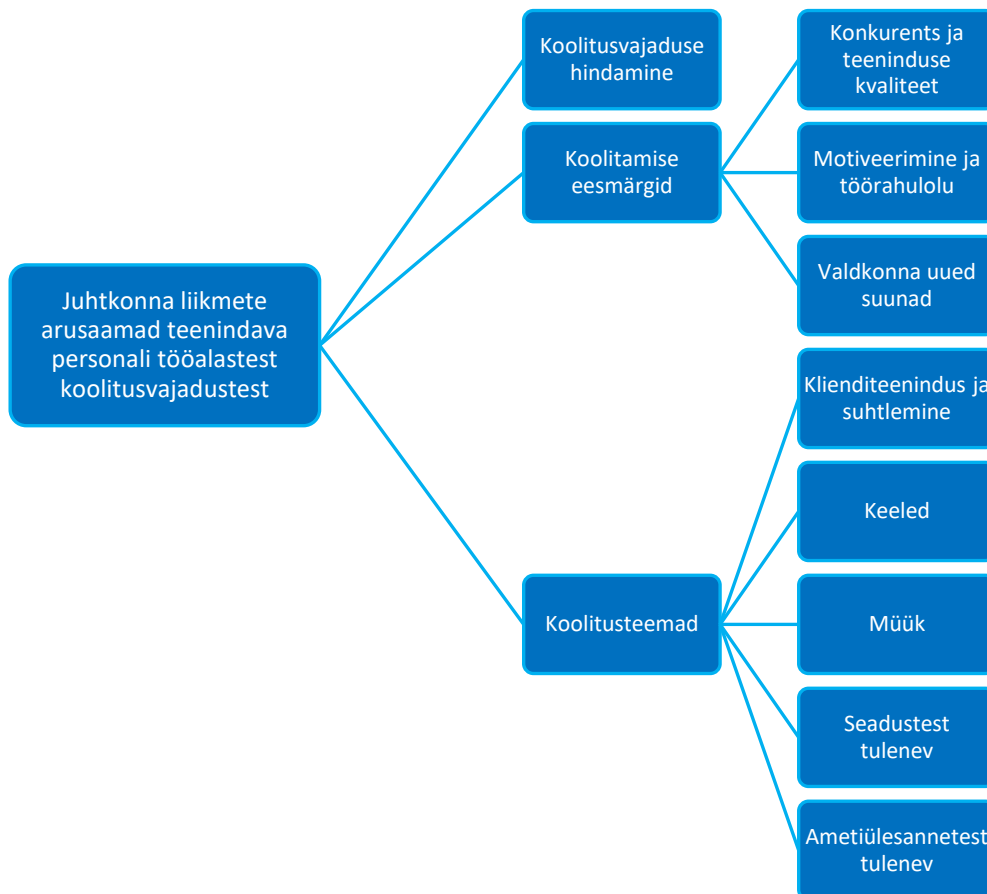 Juhtkonna liikmete
arusaamad teenindava
personali tööalastest
koolitusvajadustest
Koolitusvajaduse
hindamine
Koolitamise
eesmärgid
Konkurents ja
teeninduse
kvaliteet
Motiveerimine ja
töörahulolu
Valdkonna uued
suunad
Koolitusteemad
Klienditeenindus ja
suhtlemine
Keeled
Müük
Seadustest
tulenev
Ametiülesannetest
tulenev